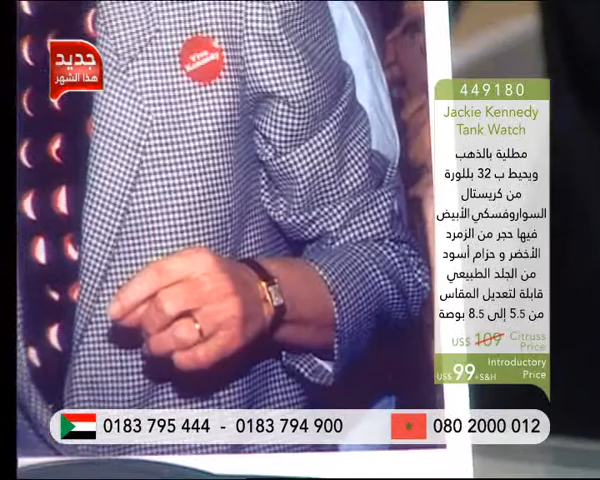 جديد
هذا الشهر
Viva
Kennedy
449180
Jackie Kennedy
Tank Watch
مطلية بالذهب
ويحيط ب 32 بللورة
من كريستال
السواروفسكي الأبيض
فيها حجر من الزمرد
الأخضر و حزام أسود
من الجلد الطبيعي
قابلة لتعديل المقاس
من 5.5 إلى 8.5 بوصة
US$ 109 Citruss
Price
Introductory
US$ 99 +S&H Price
0183 795 444 - 0183 794 900
080 2000 012